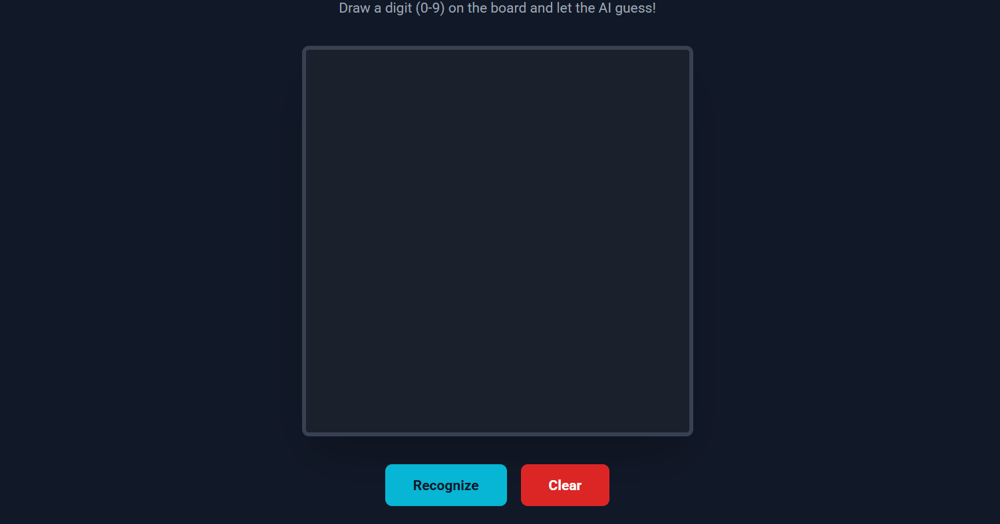 Draw a digit (0-9) on the board and let the AI guess!
Recognize
Clear